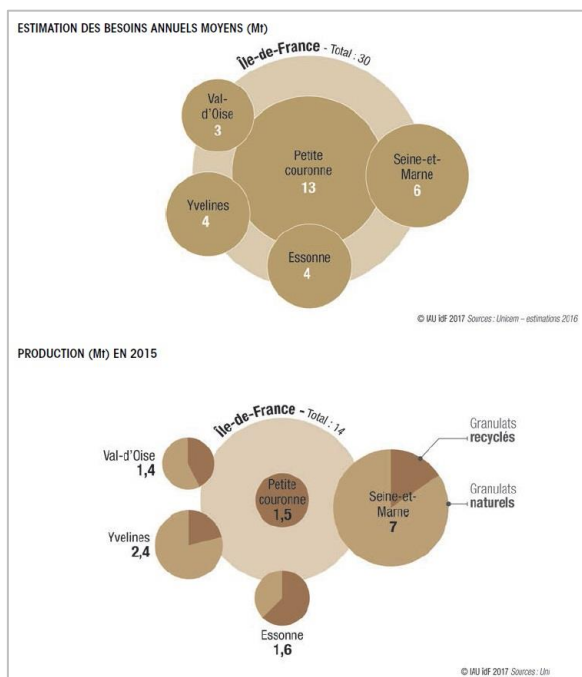 ESTIMATION DES BESOINS ANNUELS MOYENS (Mt)
Île-de-France - Total : 30
Val-
d'Oise
3
Petite
couronne
13
Seine-et-
Marne
6
Yvelines
4
Essonne
4
© IAU îdF 2017 Sources : Unicem – estimations 2016
PRODUCTION (Mt) EN 2015
Île-de-France - Total : 14
Granulats
recyclés
Val-d'Oise
1,4
Petite
couronne
1,5
Seine-et-
Marne
7
Granulats
naturels
Yvelines
2,4
Essonne
1,6
© IAU îdF 2017 Sources : Uni